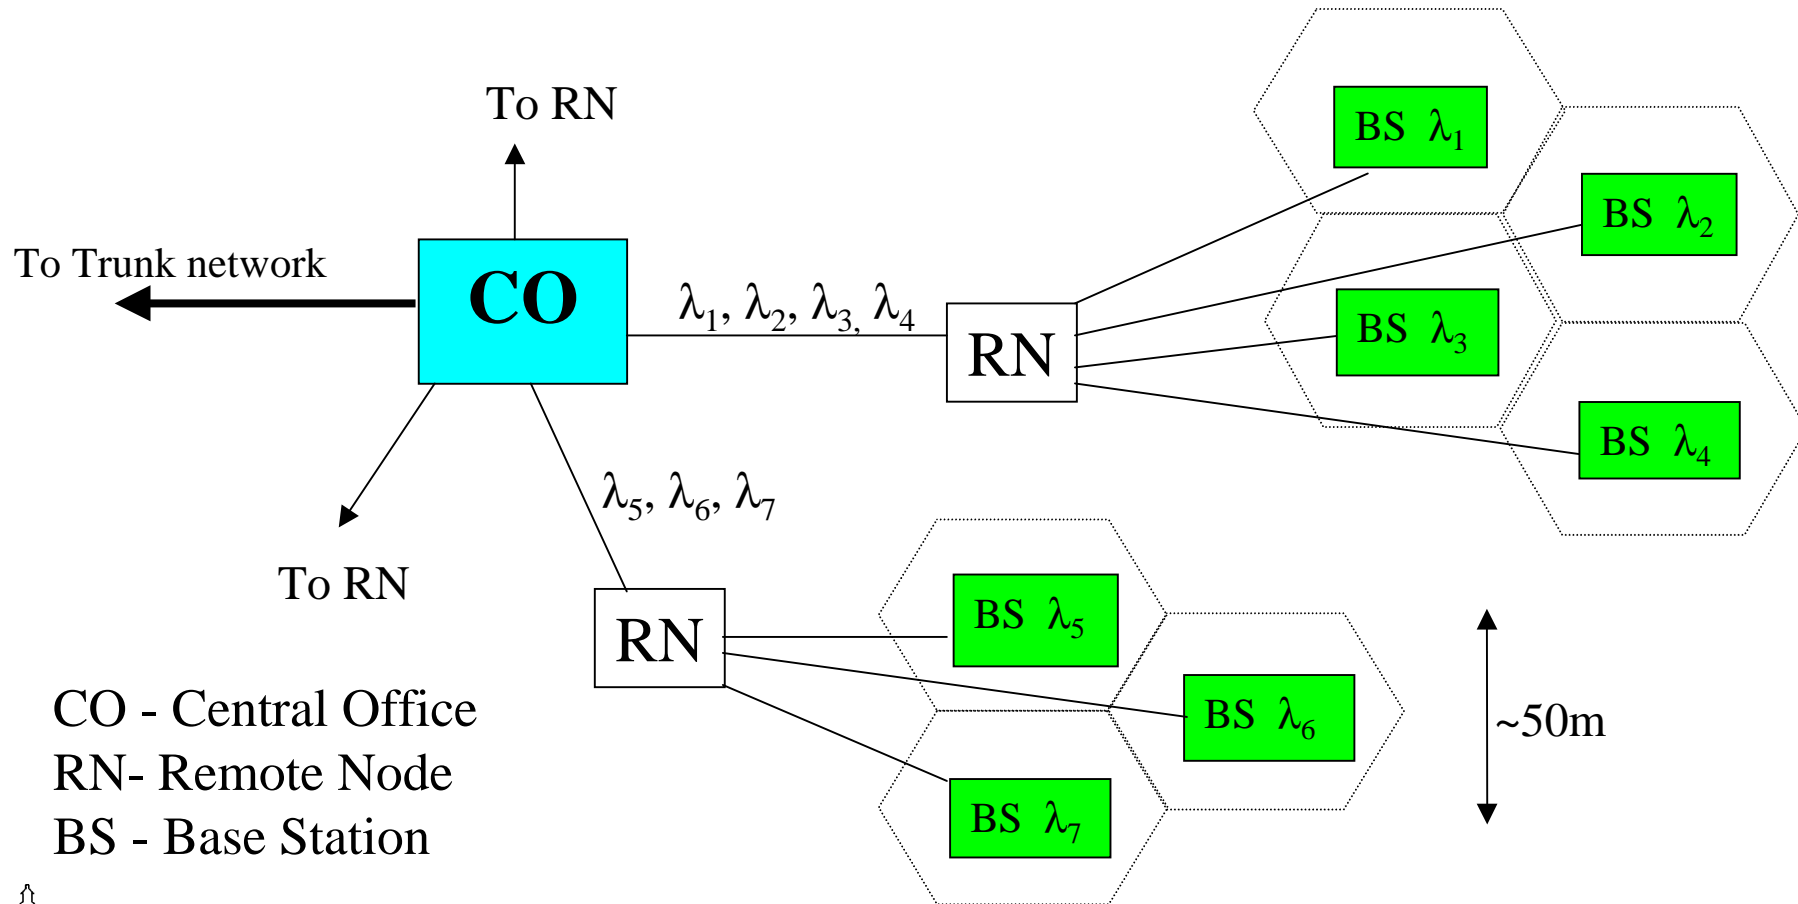 To RN
To Trunk network
CO
λ1, λ2, λ3, λ4
RN
BS λ1
BS λ2
BS λ3
BS λ4
λ5, λ6, λ7
To RN
RN
BS λ5
BS λ6
BS λ7
~50m
CO - Central Office
RN- Remote Node
BS - Base Station